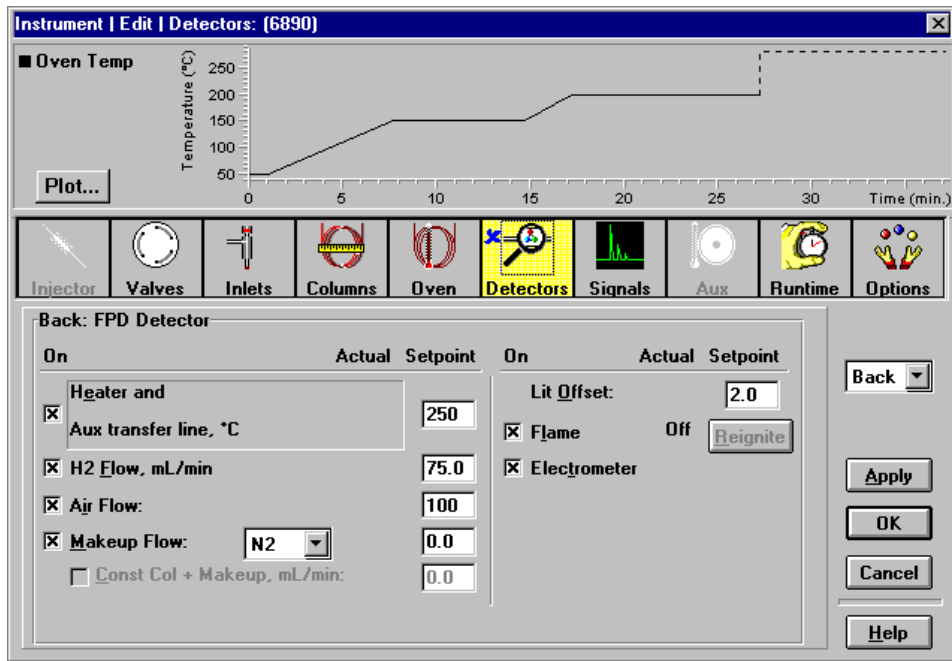 Instrument | Edit | Detectors: (6890)
Oven Temp
Temperature (°C)
250
200
150
100
50
0 5 10 15 20 25 30 Time (min.)
Plot...
Injector Valves Inlets Columns Oven Detectors Signals Aux Runtime Options
Back: FPD Detector
On Actual Setpoint On Actual Setpoint
Back
Heater and
Aux transfer line, °C
250
Lit Offset: 2.0
Flame Off Reignite
H2 Flow, mL/min 75.0
Electrometer
Air Flow: 100
Makeup Flow: N2 0.0
Const Col + Makeup, mL/min: 0.0
Apply
OK
Cancel
Help